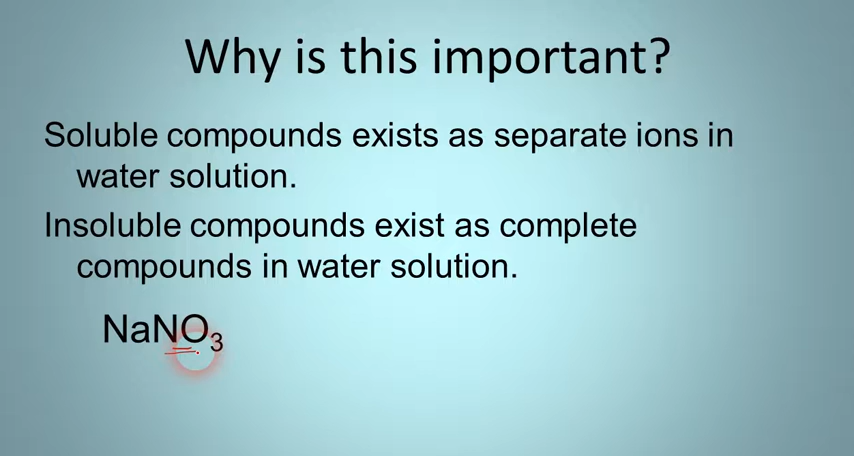 Why is this important?
Soluble compounds exists as separate ions in
water solution.
Insoluble compounds exist as complete
compounds in water solution.
NaNO₃